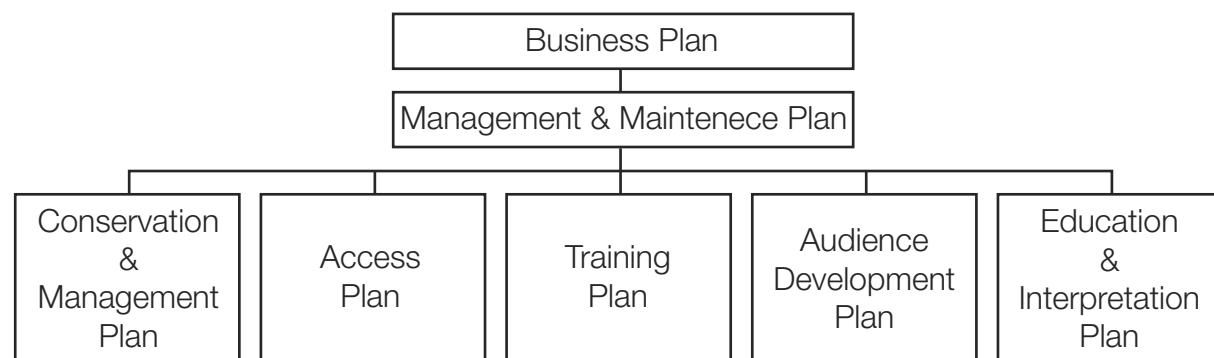 Business Plan
Management & Maintenece Plan
Conservation
&
Management
Plan
Access
Plan
Training
Plan
Audience
Development
Plan
Education
&
Interpretation
Plan